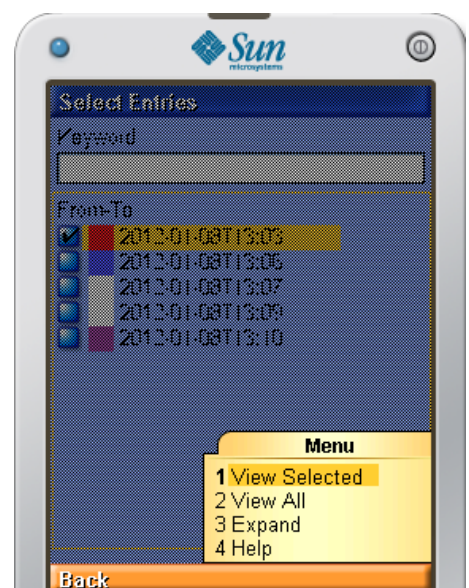 Sun
microsystems
Select Entries
Keyword
From-To
2012-01-08T13:03
2012-01-08T13:06
2012-01-08T13:07
2012-01-08T13:09
2012-01-08T13:10
Menu
1 View Selected
2 View All
3 Expand
4 Help
Back